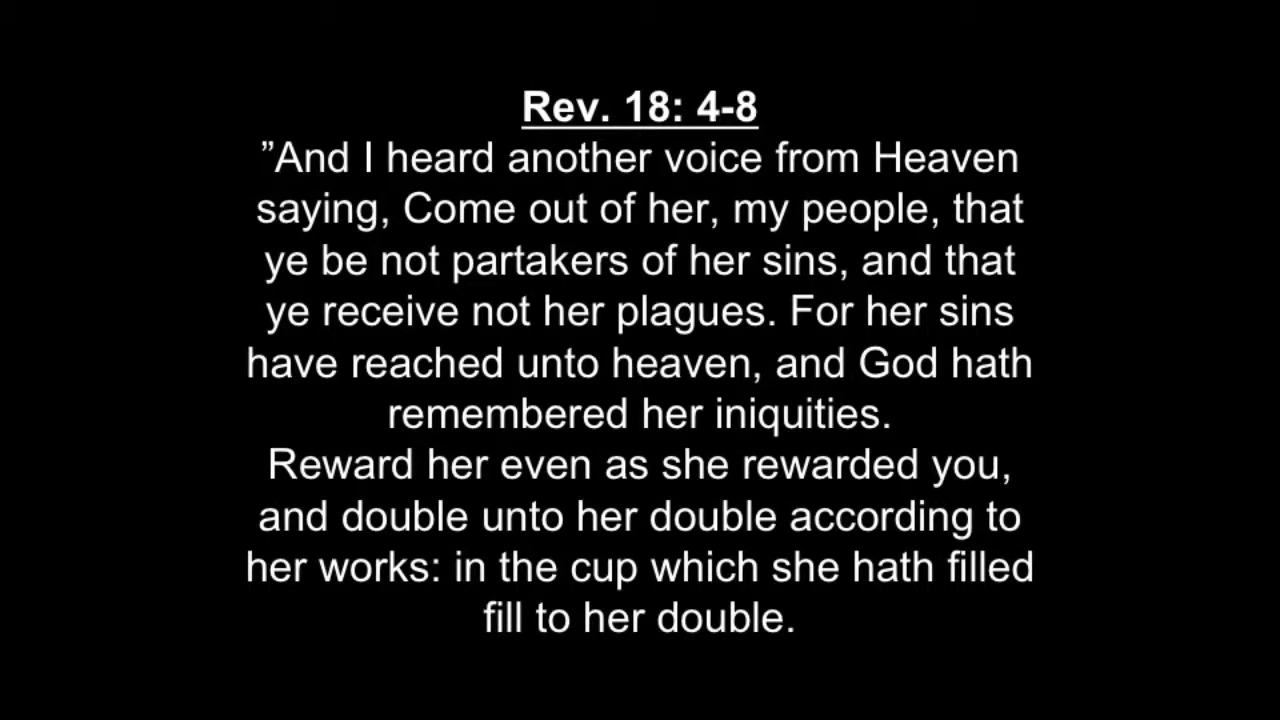 Rev. 18: 4-8
”And I heard another voice from Heaven
saying, Come out of her, my people, that
ye be not partakers of her sins, and that
ye receive not her plagues. For her sins
have reached unto heaven, and God hath
remembered her iniquities.
Reward her even as she rewarded you,
and double unto her double according to
her works: in the cup which she hath filled
fill to her double.